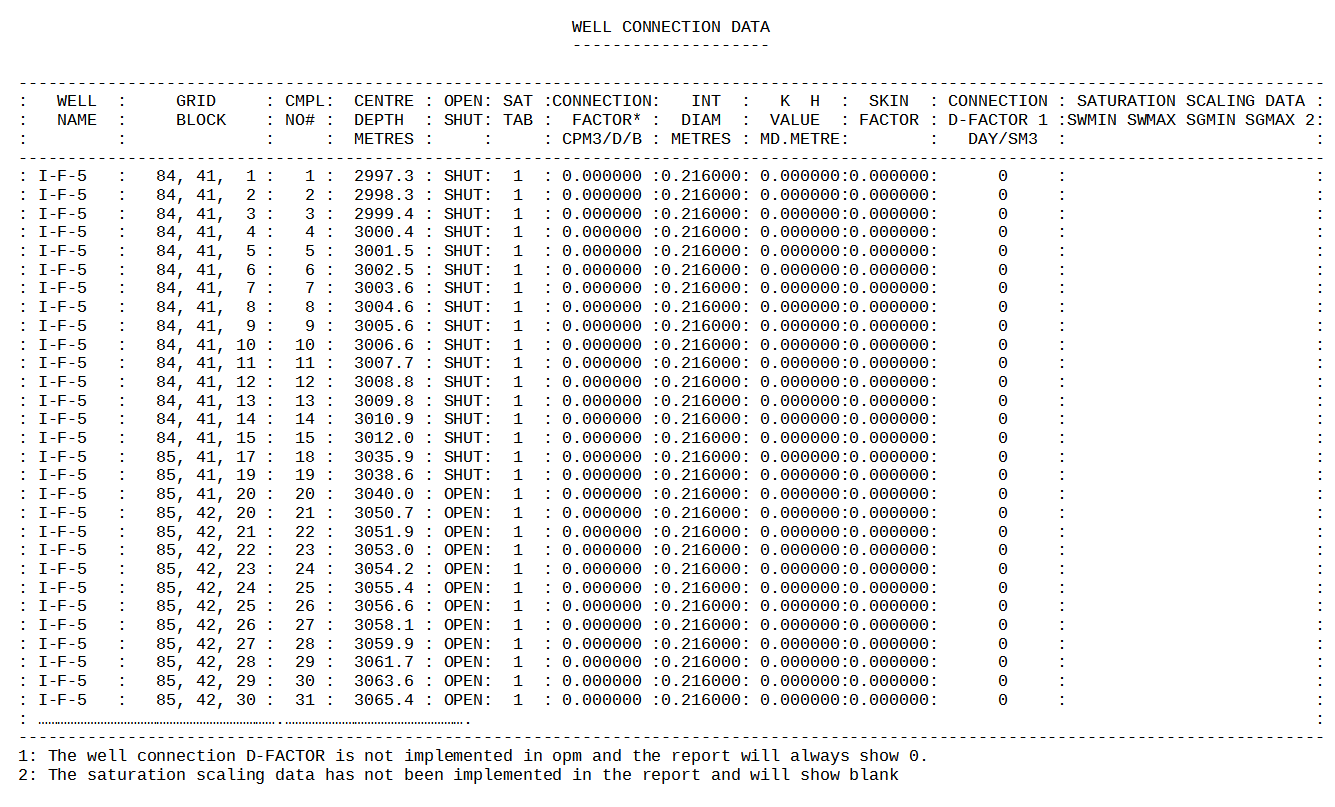 WELL CONNECTION DATA
--------------------
-----------------------------------------------------------------------------------------------------------------------------------
:   WELL  :     GRID     : CMPL:  CENTRE : OPEN: SAT :CONNECTION:   INT  :   K  H  :  SKIN  : CONNECTION : SATURATION SCALING DATA :
:   NAME  :     BLOCK    : NO# :  DEPTH  : SHUT: TAB :  FACTOR* :  DIAM  :  VALUE  : FACTOR : D-FACTOR 1 :SWMIN SWMAX SGMIN SGMAX 2:
:         :              :     :  METRES :     :     : CPM3/D/B : METRES : MD.METRE:        :   DAY/SM3  :                         :
-----------------------------------------------------------------------------------------------------------------------------------
: I-F-5   :   84, 41,  1 :   1 :  2997.3 : SHUT:  1  : 0.000000 :0.216000: 0.000000:0.000000:      0     :                         :
: I-F-5   :   84, 41,  2 :   2 :  2998.3 : SHUT:  1  : 0.000000 :0.216000: 0.000000:0.000000:      0     :                         :
: I-F-5   :   84, 41,  3 :   3 :  2999.4 : SHUT:  1  : 0.000000 :0.216000: 0.000000:0.000000:      0     :                         :
: I-F-5   :   84, 41,  4 :   4 :  3000.4 : SHUT:  1  : 0.000000 :0.216000: 0.000000:0.000000:      0     :                         :
: I-F-5   :   84, 41,  5 :   5 :  3001.5 : SHUT:  1  : 0.000000 :0.216000: 0.000000:0.000000:      0     :                         :
: I-F-5   :   84, 41,  6 :   6 :  3002.5 : SHUT:  1  : 0.000000 :0.216000: 0.000000:0.000000:      0     :                         :
: I-F-5   :   84, 41,  7 :   7 :  3003.6 : SHUT:  1  : 0.000000 :0.216000: 0.000000:0.000000:      0     :                         :
: I-F-5   :   84, 41,  8 :   8 :  3004.6 : SHUT:  1  : 0.000000 :0.216000: 0.000000:0.000000:      0     :                         :
: I-F-5   :   84, 41,  9 :   9 :  3005.6 : SHUT:  1  : 0.000000 :0.216000: 0.000000:0.000000:      0     :                         :
: I-F-5   :   84, 41, 10 :  10 :  3006.6 : SHUT:  1  : 0.000000 :0.216000: 0.000000:0.000000:      0     :                         :
: I-F-5   :   84, 41, 11 :  11 :  3007.7 : SHUT:  1  : 0.000000 :0.216000: 0.000000:0.000000:      0     :                         :
: I-F-5   :   84, 41, 12 :  12 :  3008.8 : SHUT:  1  : 0.000000 :0.216000: 0.000000:0.000000:      0     :                         :
: I-F-5   :   84, 41, 13 :  13 :  3009.8 : SHUT:  1  : 0.000000 :0.216000: 0.000000:0.000000:      0     :                         :
: I-F-5   :   84, 41, 14 :  14 :  3010.9 : SHUT:  1  : 0.000000 :0.216000: 0.000000:0.000000:      0     :                         :
: I-F-5   :   84, 41, 15 :  15 :  3012.0 : SHUT:  1  : 0.000000 :0.216000: 0.000000:0.000000:      0     :                         :
: I-F-5   :   85, 41, 17 :  18 :  3035.9 : SHUT:  1  : 0.000000 :0.216000: 0.000000:0.000000:      0     :                         :
: I-F-5   :   85, 41, 19 :  19 :  3038.6 : SHUT:  1  : 0.000000 :0.216000: 0.000000:0.000000:      0     :                         :
: I-F-5   :   85, 41, 20 :  20 :  3040.0 : OPEN:  1  : 0.000000 :0.216000: 0.000000:0.000000:      0     :                         :
: I-F-5   :   85, 42, 20 :  21 :  3050.7 : OPEN:  1  : 0.000000 :0.216000: 0.000000:0.000000:      0     :                         :
: I-F-5   :   85, 42, 21 :  22 :  3051.9 : OPEN:  1  : 0.000000 :0.216000: 0.000000:0.000000:      0     :                         :
: I-F-5   :   85, 42, 22 :  23 :  3053.0 : OPEN:  1  : 0.000000 :0.216000: 0.000000:0.000000:      0     :                         :
: I-F-5   :   85, 42, 23 :  24 :  3054.2 : OPEN:  1  : 0.000000 :0.216000: 0.000000:0.000000:      0     :                         :
: I-F-5   :   85, 42, 24 :  25 :  3055.4 : OPEN:  1  : 0.000000 :0.216000: 0.000000:0.000000:      0     :                         :
: I-F-5   :   85, 42, 25 :  26 :  3056.6 : OPEN:  1  : 0.000000 :0.216000: 0.000000:0.000000:      0     :                         :
: I-F-5   :   85, 42, 26 :  27 :  3058.1 : OPEN:  1  : 0.000000 :0.216000: 0.000000:0.000000:      0     :                         :
: I-F-5   :   85, 42, 27 :  28 :  3059.9 : OPEN:  1  : 0.000000 :0.216000: 0.000000:0.000000:      0     :                         :
: I-F-5   :   85, 42, 28 :  29 :  3061.7 : OPEN:  1  : 0.000000 :0.216000: 0.000000:0.000000:      0     :                         :
: I-F-5   :   85, 42, 29 :  30 :  3063.6 : OPEN:  1  : 0.000000 :0.216000: 0.000000:0.000000:      0     :                         :
: I-F-5   :   85, 42, 30 :  31 :  3065.4 : OPEN:  1  : 0.000000 :0.216000: 0.000000:0.000000:      0     :                         :
: ……………………………………………………………….…………………………………………….                                                                                      :
-----------------------------------------------------------------------------------------------------------------------------------
1: The well connection D-FACTOR is not implemented in opm and the report will always show 0.
2: The saturation scaling data has not been implemented in the report and will show blank